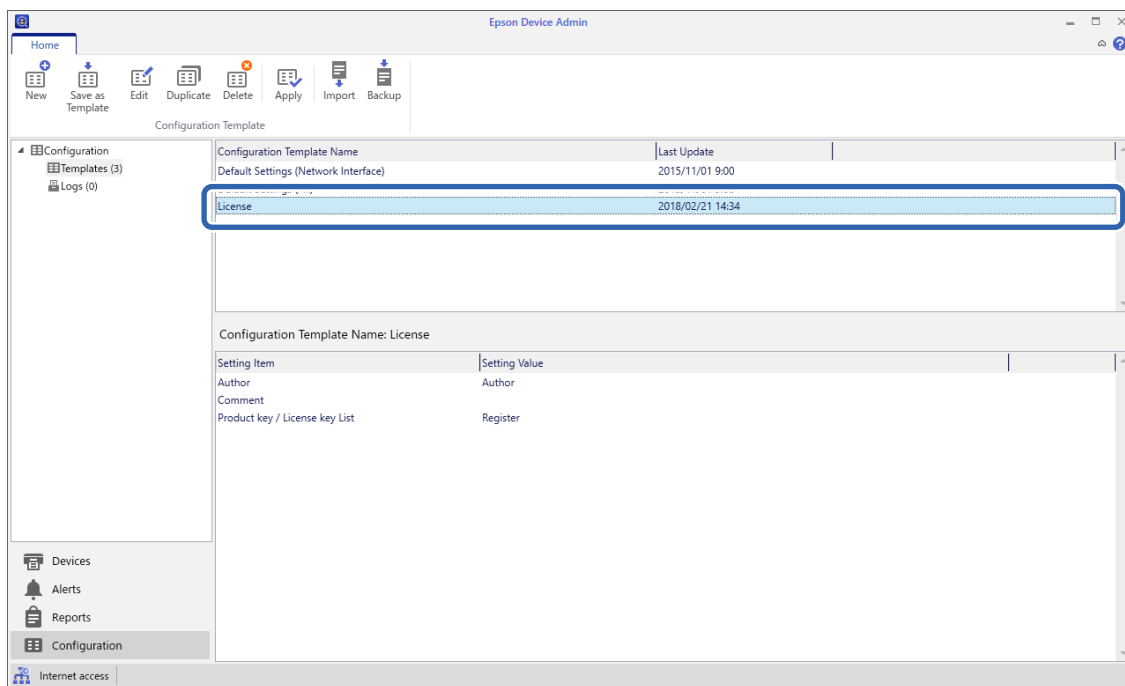 Epson Device Admin
Home
New
Save as
Template
Edit
Duplicate
Delete
Apply
Import
Backup
Configuration Template
Configuration
Templates (3)
Logs (0)
Configuration Template Name Last Update
Default Settings (Network Interface) 2015/11/01 9:00
License 2018/02/21 14:34
Configuration Template Name: License
Setting Item Setting Value
Author Author
Comment
Product key / License key List Register
Devices
Alerts
Reports
Configuration
Internet access